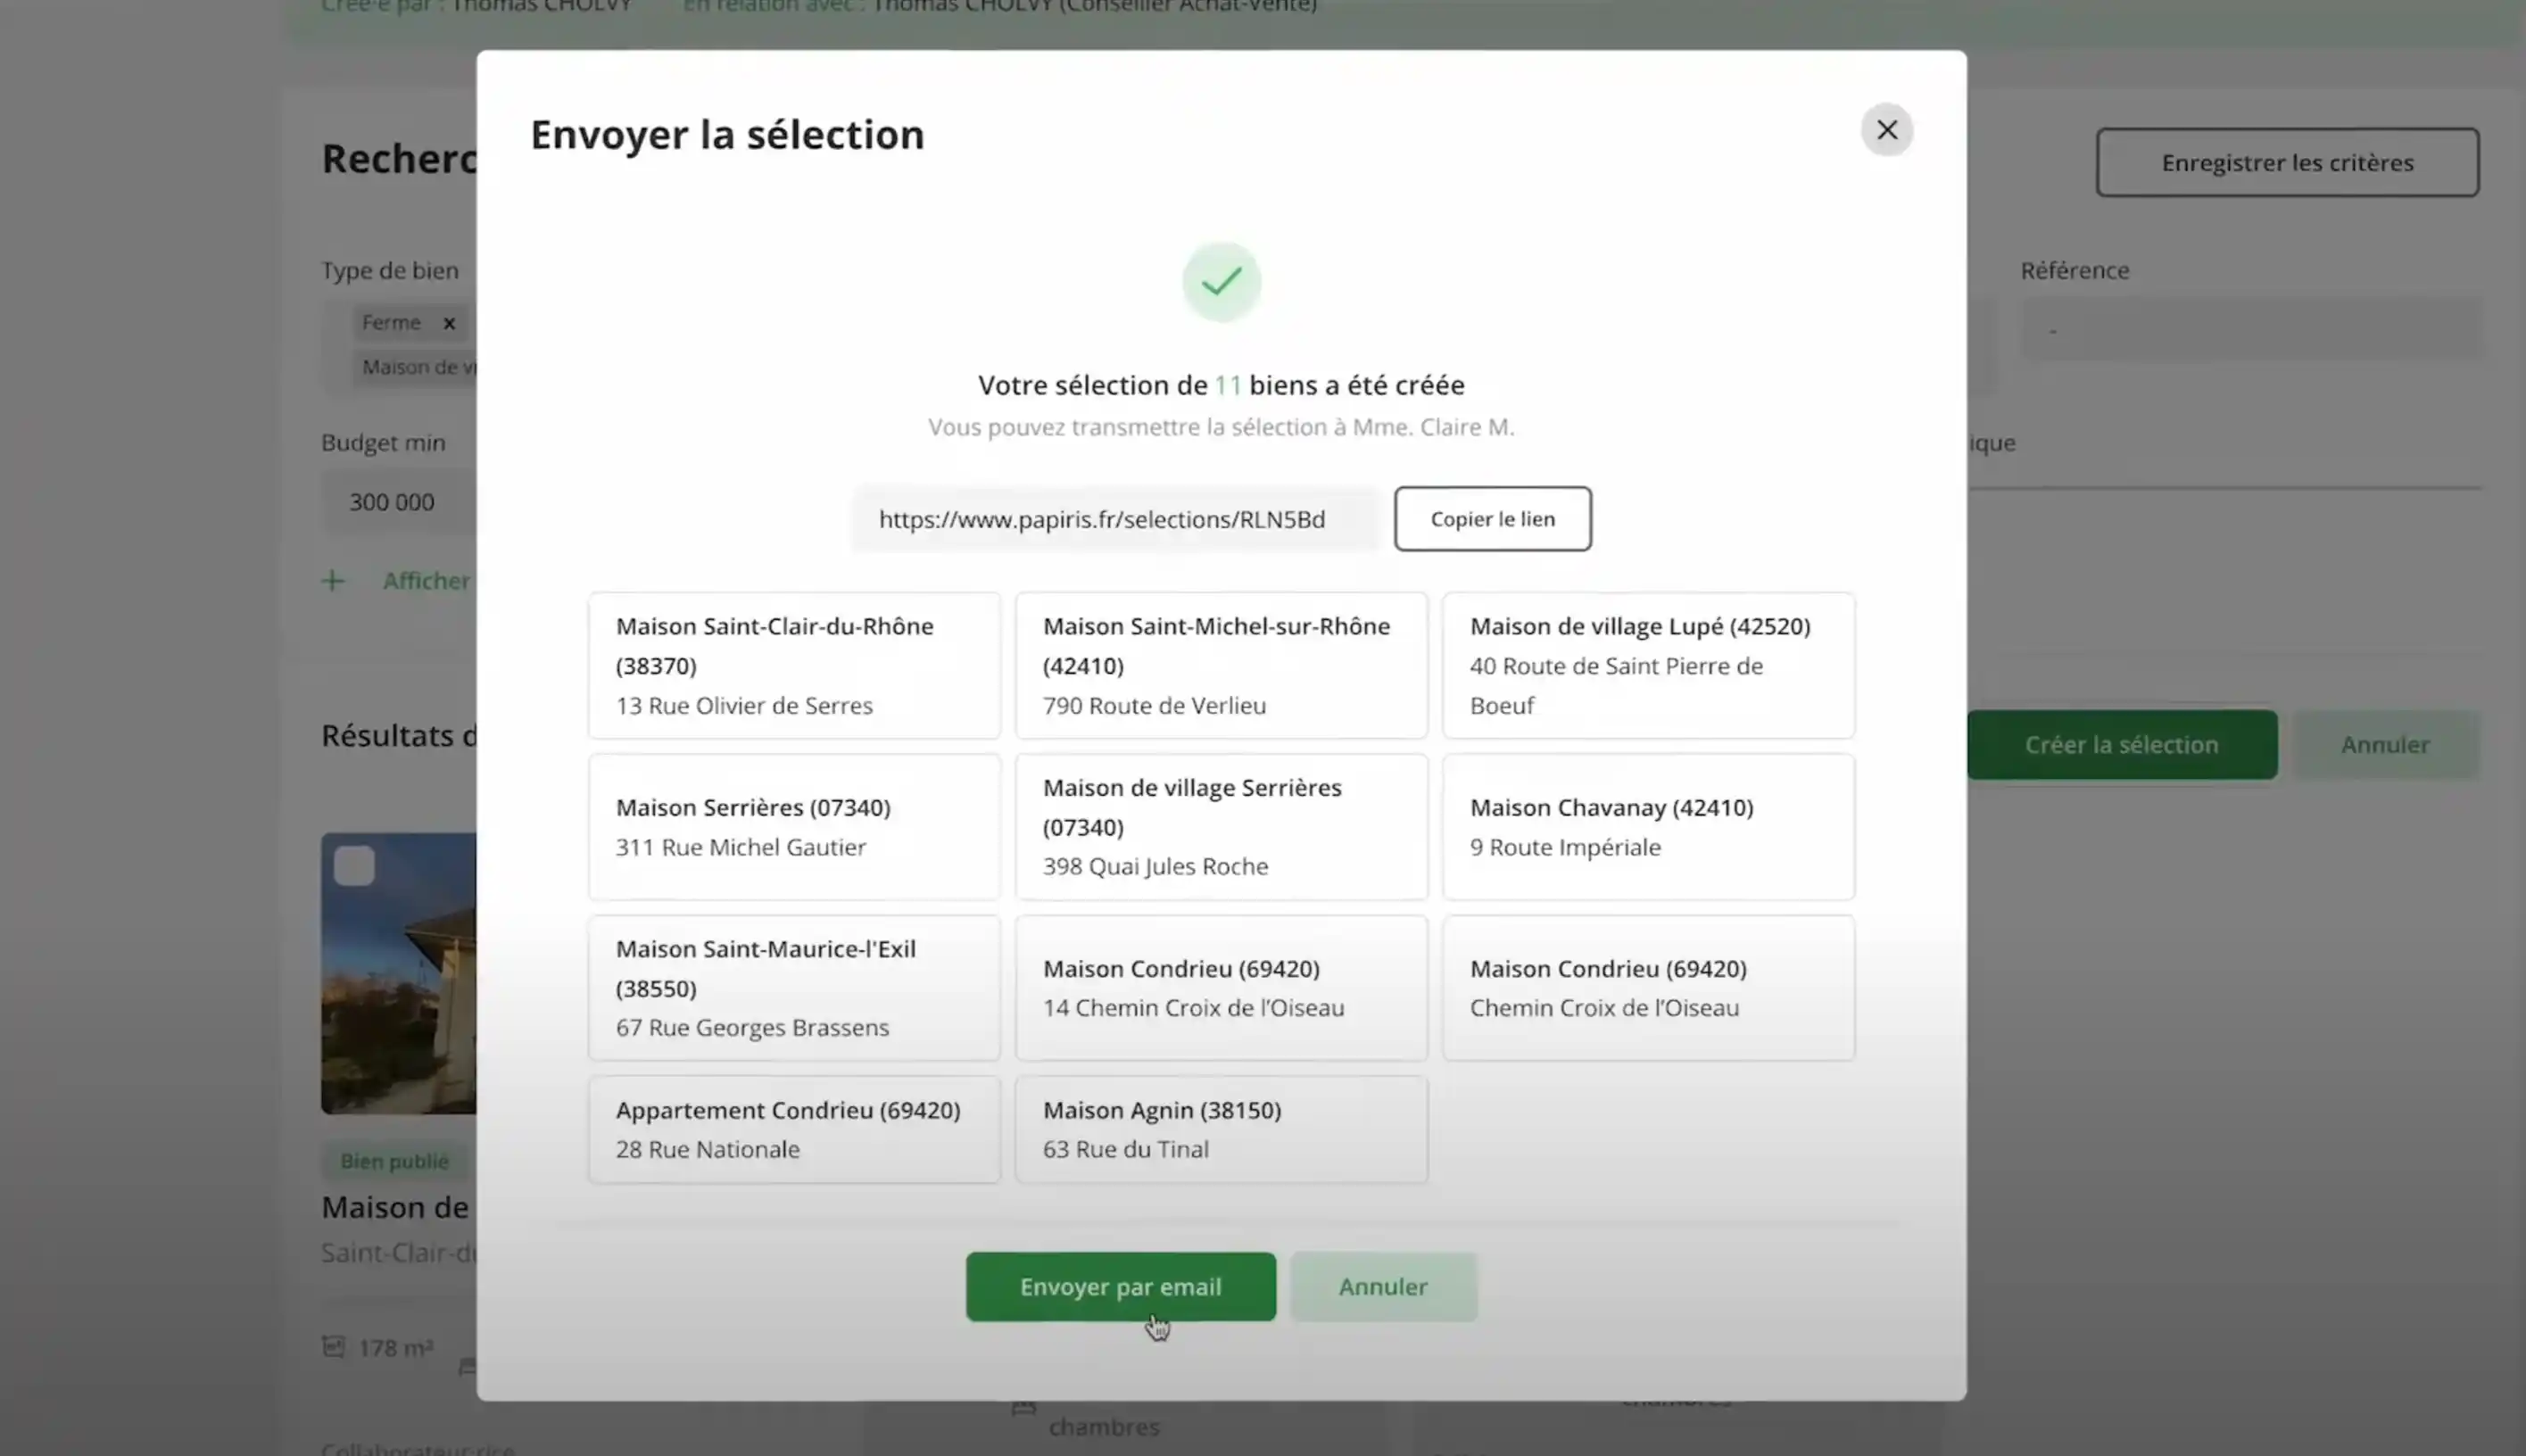 Créé·e par : Thomas CHOLVY En relation avec : Thomas CHOLVY (Conseiller Achat-Vente)
Envoyer la sélection
Enregistrer les critères
Type de bien
Référence
Ferme x
-
Maison de
Votre sélection de 11 biens a été créée
Vous pouvez transmettre la sélection à Mme. Claire M.
Budget min
300 000
https://www.papiris.fr/selections/RLN5Bd
Copier le lien
+ Afficher
Maison Saint-Clair-du-Rhône
(38370)
13 Rue Olivier de Serres
Maison Saint-Michel-sur-Rhône
(42410)
790 Route de Verlieu
Maison de village Lupé (42520)
40 Route de Saint Pierre de
Boeuf
Résultats
Créer la sélection
Annuler
Maison Serrières (07340)
311 Rue Michel Gautier
Maison de village Serrières
(07340)
398 Quai Jules Roche
Maison Chavanay (42410)
9 Route Impériale
Maison Saint-Maurice-l'Exil
(38550)
67 Rue Georges Brassens
Maison Condrieu (69420)
14 Chemin Croix de l’Oiseau
Maison Condrieu (69420)
Chemin Croix de l’Oiseau
Appartement Condrieu (69420)
28 Rue Nationale
Maison Agnin (38150)
63 Rue du Tinal
Bien publié
Maison de
Envoyer par email
Annuler
178 m²
chambres